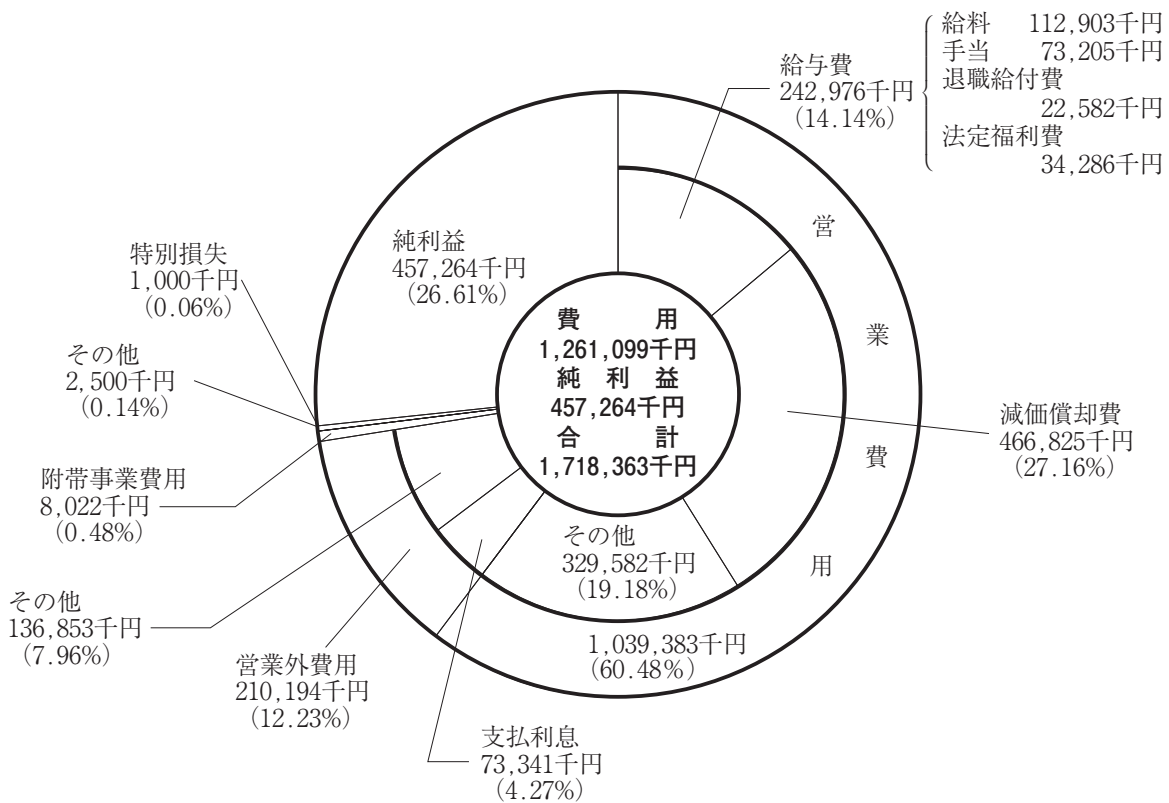 給料 112,903千円
手当 73,205千円
退職給付費
22,582千円
法定福利費
34,286千円
給与費
242,976千円
(14.14%)
営業費用
減価償却費
466,825千円
(27.16%)
その他
329,582千円
(19.18%)
1,039,383千円
(60.48%)
支払利息
73,341千円
(4.27%)
営業外費用
210,194千円
(12.23%)
その他
136,853千円
(7.96%)
附帯事業費用
8,022千円
(0.48%)
その他
2,500千円
(0.14%)
特別損失
1,000千円
(0.06%)
純利益
457,264千円
(26.61%)
費用
1,261,099千円
純利益
457,264千円
合計
1,718,363千円